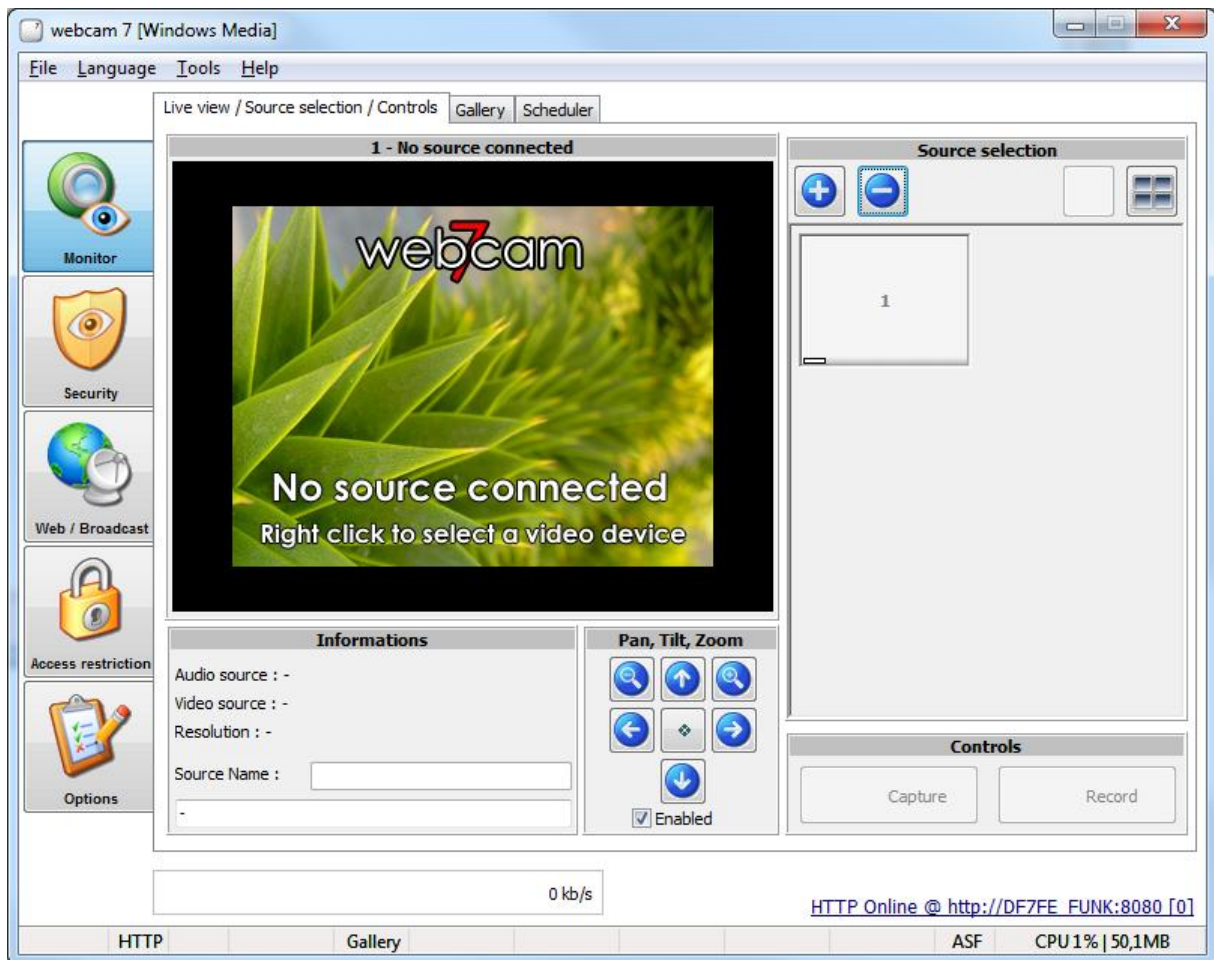 webcam 7 [Windows Media]
File Language Tools Help
Live view / Source selection / Controls Gallery Scheduler
Monitor
Security
Web / Broadcast
Access restriction
Options
1 - No source connected
webcam 7
No source connected
Right click to select a video device
Informations
Audio source : -
Video source : -
Resolution : -
Source Name :
-
Pan, Tilt, Zoom
Enabled
Source selection
1
Controls
Capture Record
0 kb/s
HTTP Online @ http://DF7FE_FUNK:8080 [0]
HTTP Gallery ASF CPU 1% | 50,1MB